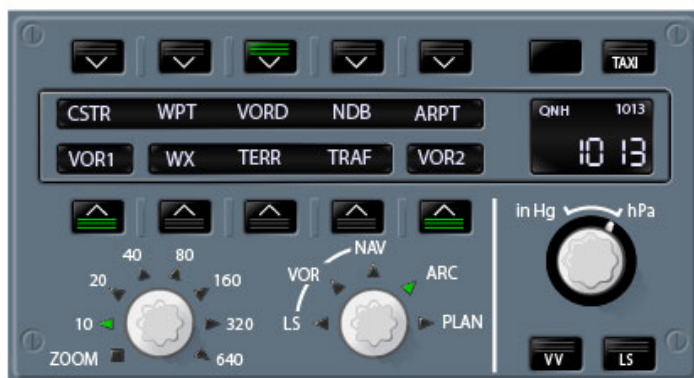 TAXI
CSTR WPT VORD NDB ARPT
QNH 1013
VOR1 WX TERR TRAF VOR2
1013
in Hg hPa
40 80
NAV
20 160
VOR ARC
10 320
LS PLAN
ZOOM 640
VV LS